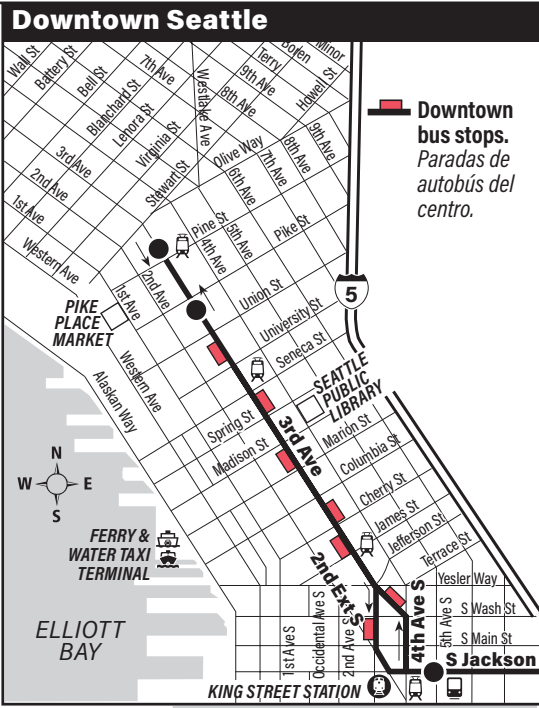 Downtown Seattle
Wall St
Battery St
Bell St
Blanchard St
Lenora St
Virginia St
Stewart St
7th Ave
Westlake Ave
8th Ave
9th Ave
Terry
Boren
Minor
Howell St
3rd Ave
2nd Ave
1st Ave
Western Ave
Olive Way
6th Ave
7th Ave
8th Ave
9th Ave
Downtown
bus stops.
Paradas de
autobús del
centro.
Pine St
4th Ave
5th Ave
Pike St
1st Ave
2nd Ave
Union St
5
PIKE
PLACE
MARKET
University St
Seneca St
Western Ave
Alaskan Way
SEATTLE
PUBLIC
LIBRARY
Spring St
3rd Ave
Madison St
Marion St
Columbia St
Cherry St
James St
Jefferson St
Terrace St
N
W E
S
FERRY &
WATER TAXI
TERMINAL
2nd Ext S
Yesler Way
4th Ave S
5th Ave S
S Wash St
S Main St
ELLIOTT
BAY
1st Ave S
Occidental Ave S
2nd Ave S
S Jackson
KING STREET STATION